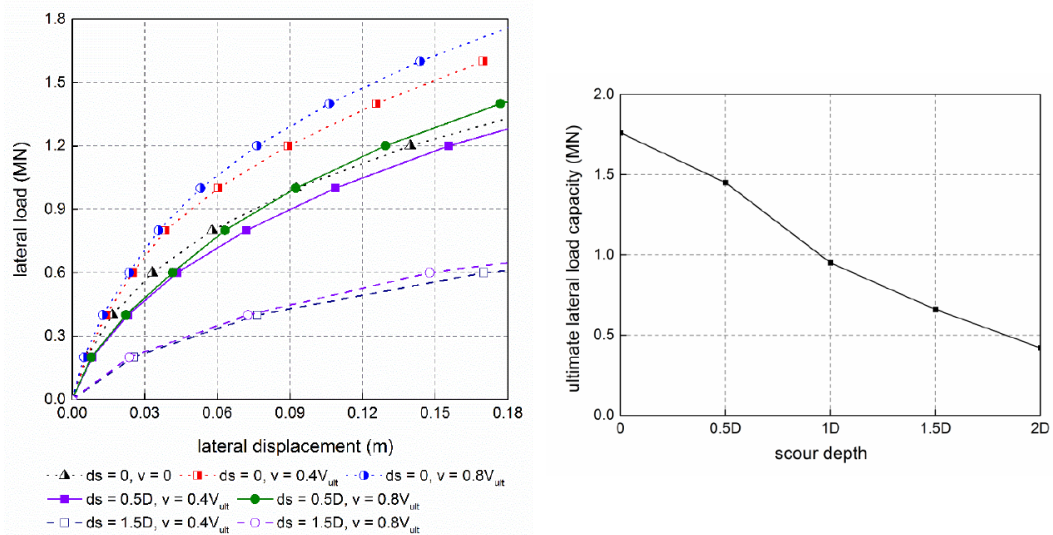 1.8
1.5
1.2
0.9
0.6
0.3
0.0
lateral load (MN)
0.00 0.03 0.06 0.09 0.12 0.15 0.18
lateral displacement (m)
ds = 0, v = 0 ds = 0, v = 0.4Vult ds = 0, v = 0.8Vult
ds = 0.5D, v = 0.4Vult ds = 0.5D, v = 0.8Vult
ds = 1.5D, v = 0.4Vult ds = 1.5D, v = 0.8Vult
2.0
1.5
1.0
0.5
0.0
ultimate lateral load capacity (MN)
0 0.5D 1D 1.5D 2D
scour depth